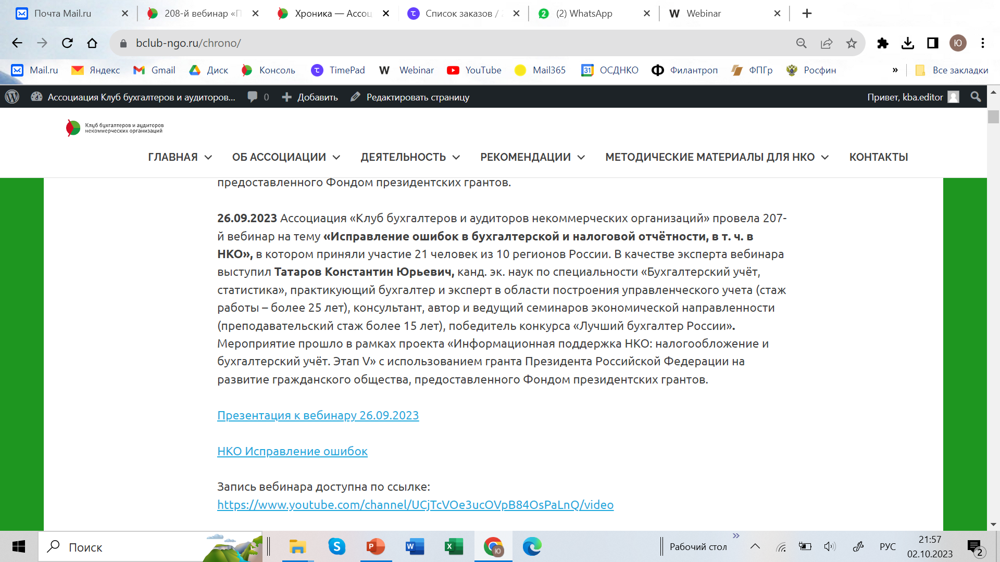 Почта Mail.ru
208-й вебинар «П
Хроника — Ассоц
Список заказов /
(2) WhatsApp
Webinar
bclub-ngo.ru/chrono/
Ю
Mail.ru
Яндекс
Gmail
Диск
Консоль
TimePad
Webinar
YouTube
Mail365
31 ОСДНКО
Филантроп
ФПГр
Росфин
»
Все закладки
Ассоциация Клуб бухгалтеров и аудиторов...
0
Добавить
Редактировать страницу
Привет, kba.editor
Клуб бухгалтеров и аудиторов
некоммерческих организаций
ГЛАВНАЯ
ОБ АССОЦИАЦИИ
ДЕЯТЕЛЬНОСТЬ
РЕКОМЕНДАЦИИ
МЕТОДИЧЕСКИЕ МАТЕРИАЛЫ ДЛЯ НКО
КОНТАКТЫ
предоставленного Фондом президентских грантов.
26.09.2023 Ассоциация «Клуб бухгалтеров и аудиторов некоммерческих организаций» провела 207-
й вебинар на тему «Исправление ошибок в бухгалтерской и налоговой отчётности, в т. ч. в
НКО», в котором приняли участие 21 человек из 10 регионов России. В качестве эксперта вебинара
выступил Татаров Константин Юрьевич, канд. эк. наук по специальности «Бухгалтерский учёт,
статистика», практикующий бухгалтер и эксперт в области построения управленческого учета (стаж
работы – более 25 лет), консультант, автор и ведущий семинаров экономической направленности
(преподавательский стаж более 15 лет), победитель конкурса «Лучший бухгалтер России».
Мероприятие прошло в рамках проекта «Информационная поддержка НКО: налогообложение и
бухгалтерский учёт. Этап V» с использованием гранта Президента Российской Федерации на
развитие гражданского общества, предоставленного Фондом президентских грантов.
Презентация к вебинару 26.09.2023
НКО Исправление ошибок
Запись вебинара доступна по ссылке:
https://www.youtube.com/channel/UCjTcVOe3ucOVpB84OsPaLnQ/video
Поиск
Рабочий стол
»
РУС
21:57
02.10.2023
2